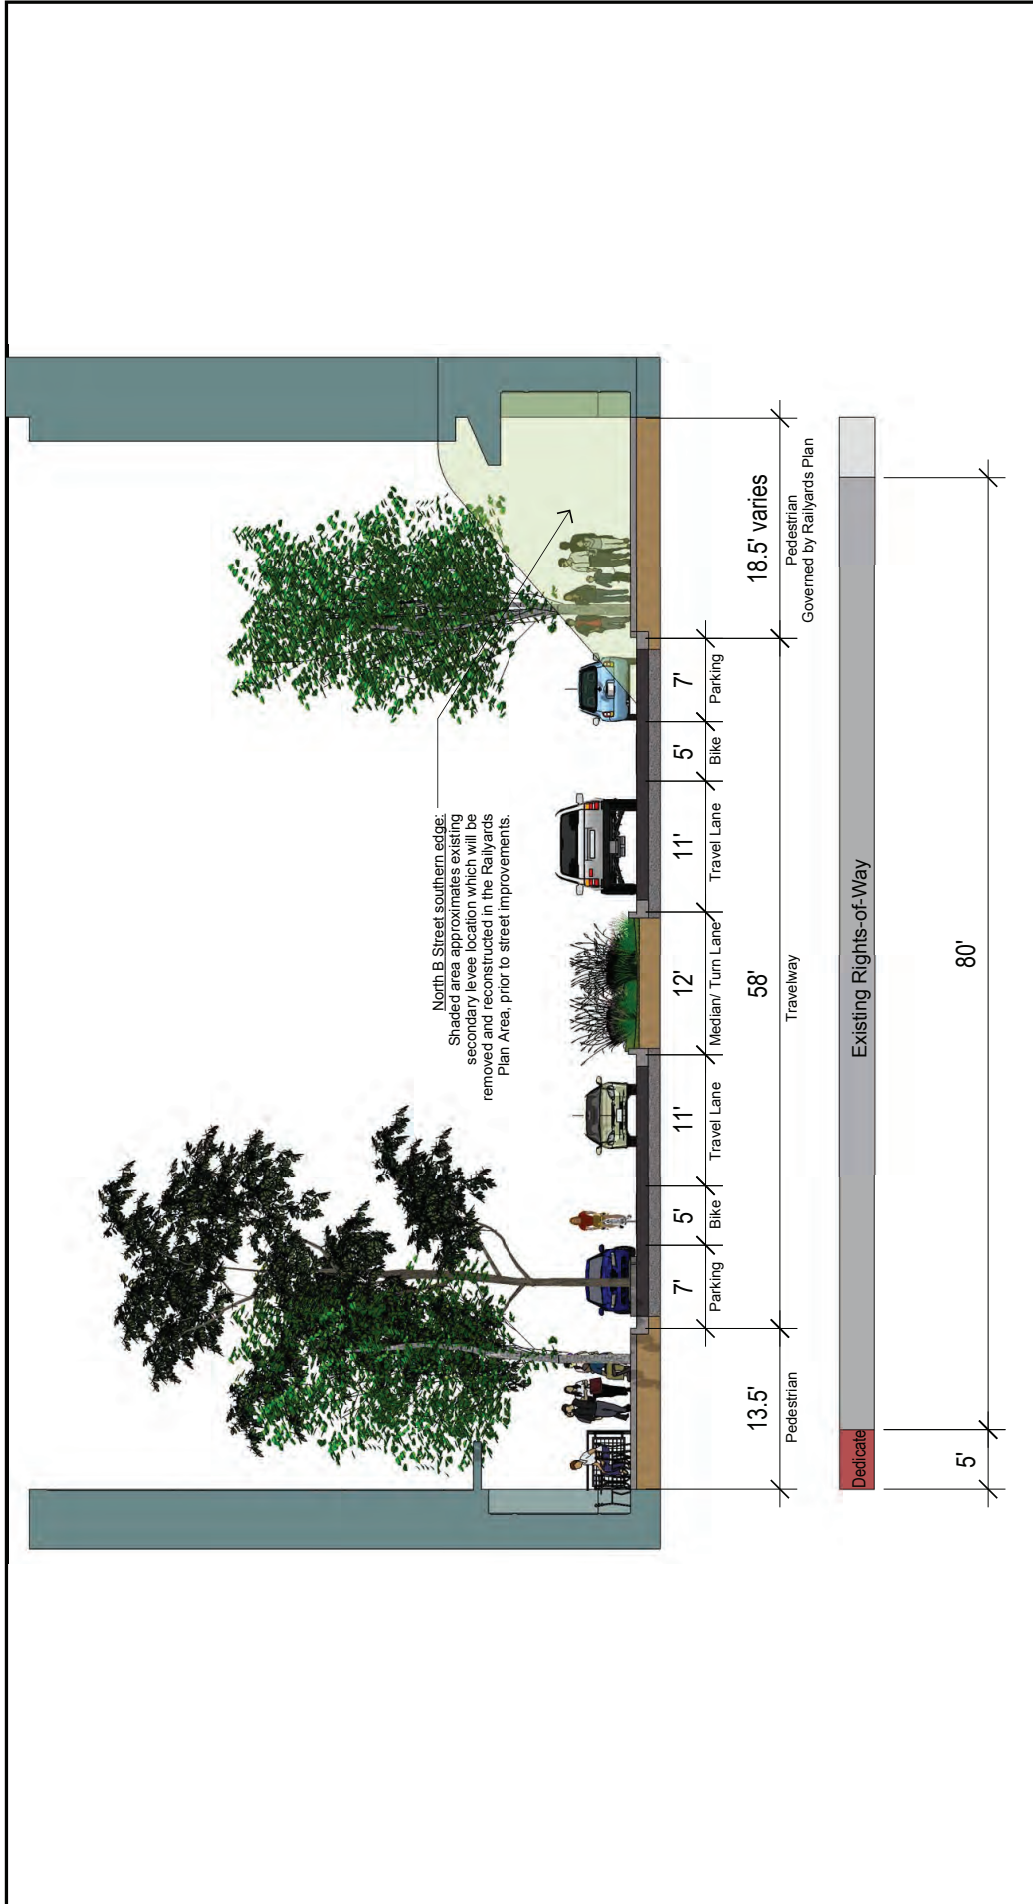 North B Street southern edge:
Shaded area approximates existing
secondary levee location which will be
removed and reconstructed in the Railyards
Plan Area, prior to street improvements.
7'
5'
11'
12'
11'
5'
7'
Parking
Bike
Travel Lane
Median/ Turn Lane
Travel Lane
Bike
Parking
13.5'
58'
18.5' varies
Pedestrian
Travelway
Pedestrian
Governed by Railyards Plan
Dedicate
Existing Rights-of-Way
5'
80'